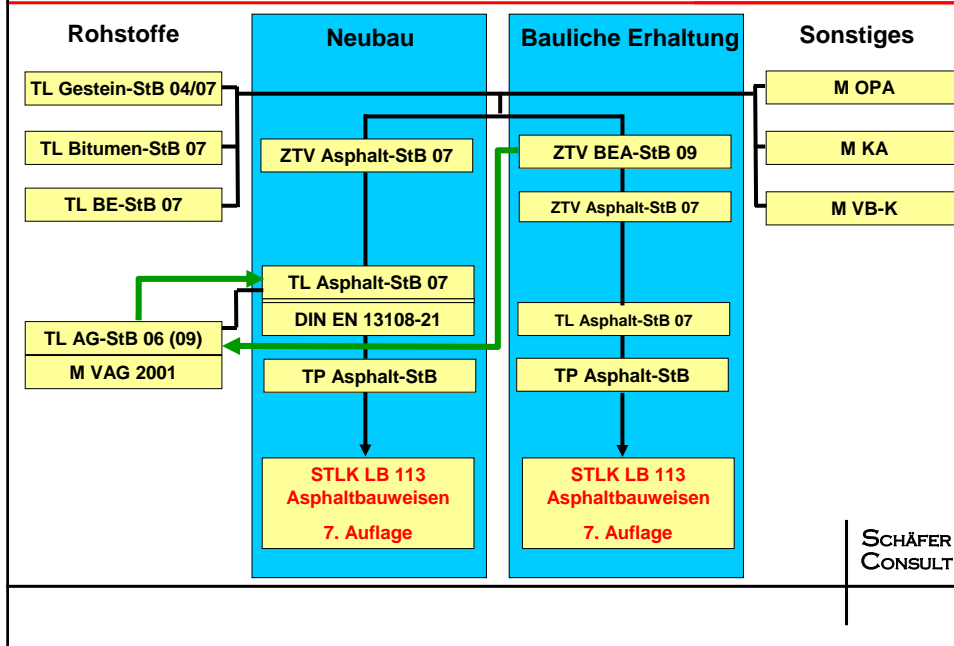 Rohstoffe
TL Gestein-StB 04/07
TL Bitumen-StB 07
TL BE-StB 07
TL AG-StB 06 (09)
M VAG 2001
Neubau
ZTV Asphalt-StB 07
TL Asphalt-StB 07
DIN EN 13108-21
TP Asphalt-StB
STLK LB 113
Asphaltbauweisen
7. Auflage
Bauliche Erhaltung
ZTV BEA-StB 09
ZTV Asphalt-StB 07
TL Asphalt-StB 07
TP Asphalt-StB
STLK LB 113
Asphaltbauweisen
7. Auflage
Sonstiges
M OPA
M KA
M VB-K
SCHÄFER
CONSULT